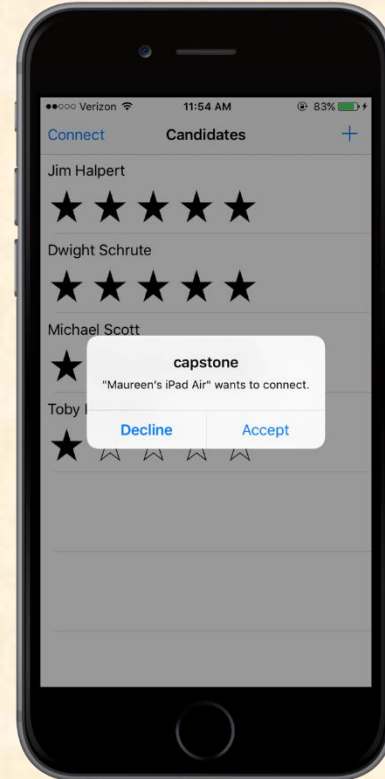 Verizon 11:54 AM 83%
Connect Candidates +
Jim Halpert
Dwight Schrute
Michael Scott
capstone
"Maureen's iPad Air" wants to connect.
Toby
Decline Accept